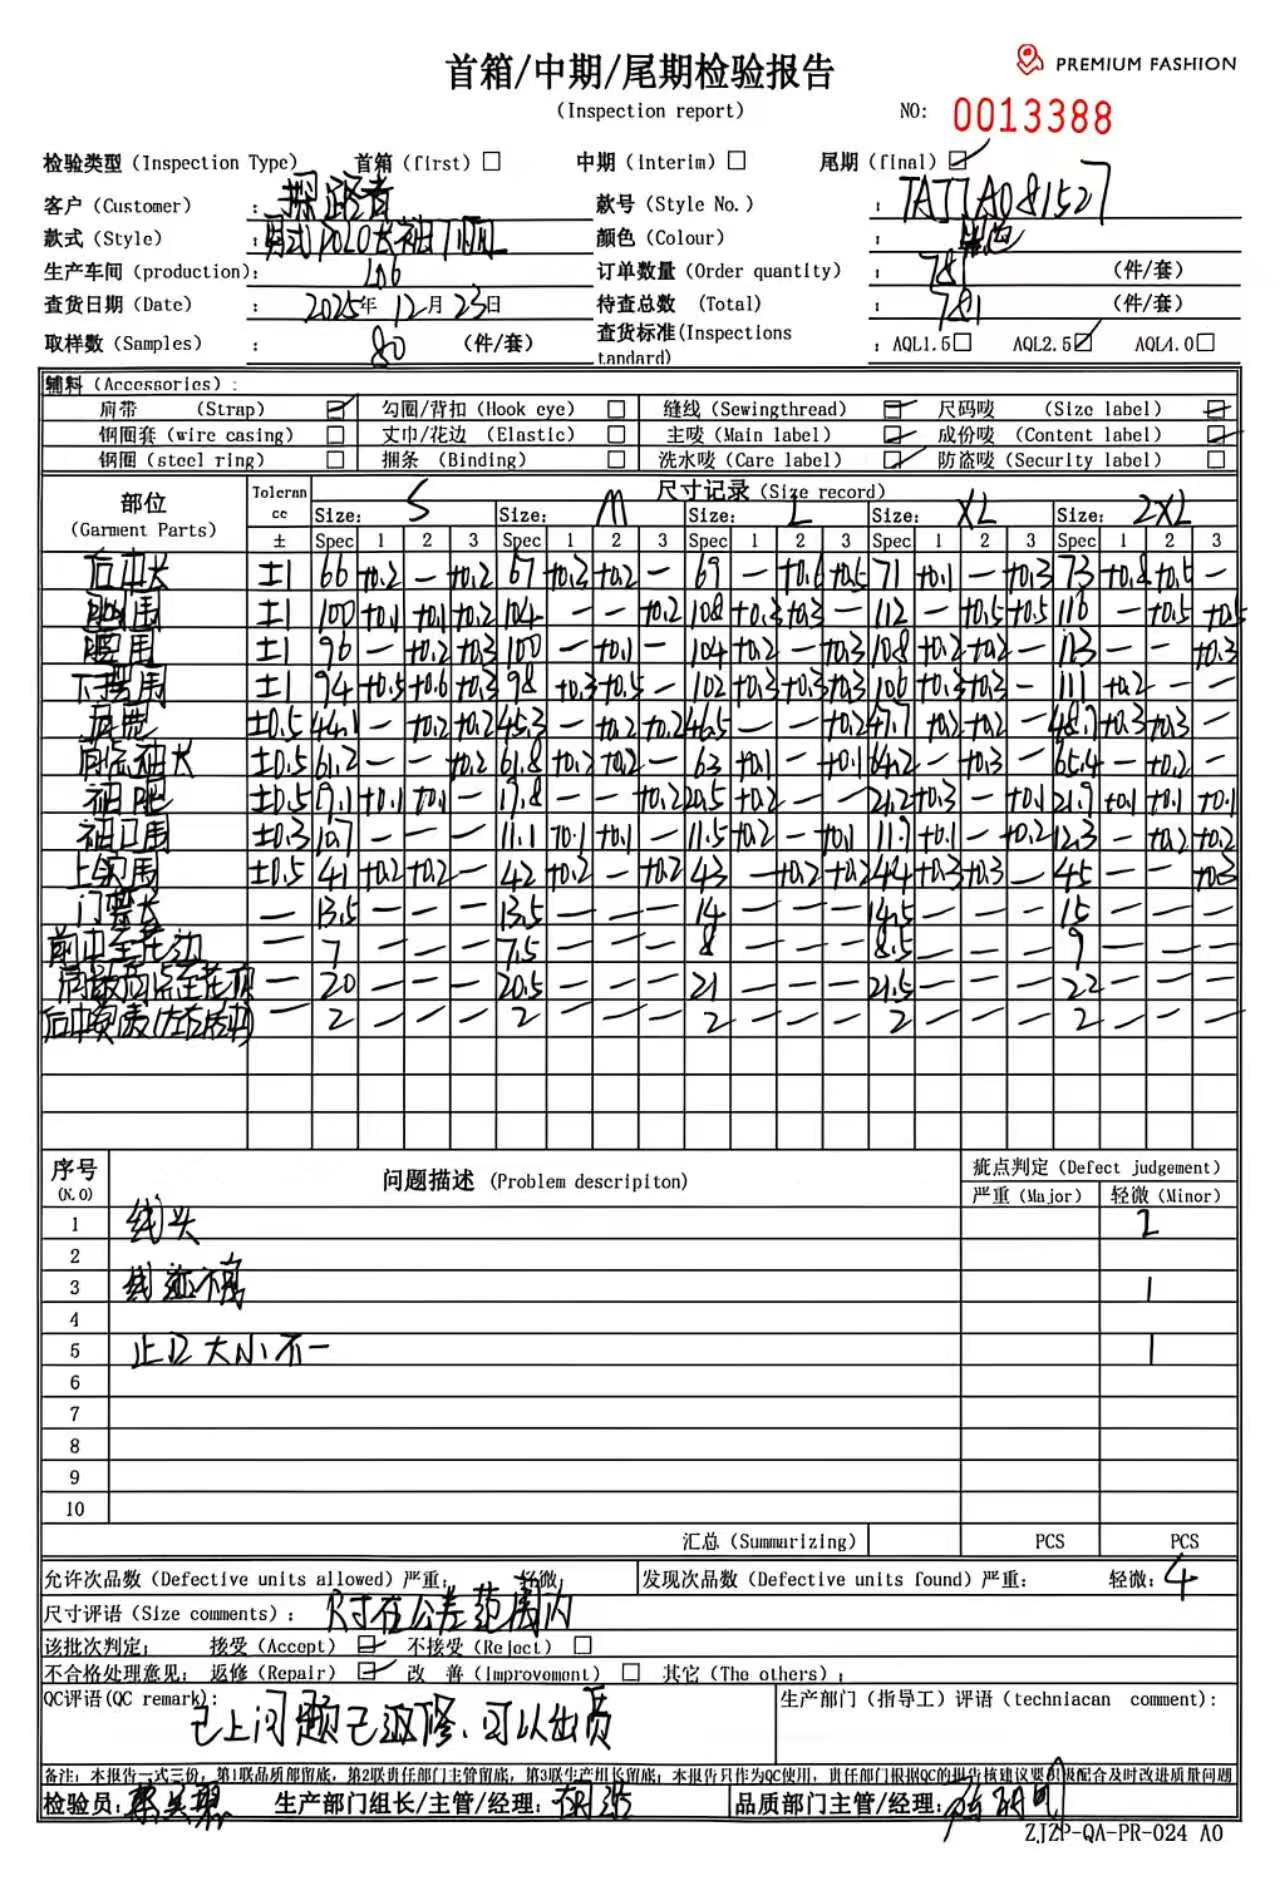 首箱/中期/尾期检验报告
PREMIUM FASHION
(Inspection report)
NO: 0013388
检验类型 (Inspection Type) 首箱 (first) □ 中期 (interim) □ 尾期 (final) ☑
客户 (Customer) : 探路者 款号 (Style No.) : TAJJAO81527
款式 (Style) : 男式POLO长袖T恤 颜色 (Colour) :
生产车间 (production): 106 订单数量 (Order quantity) : 781 (件/套)
查货日期 (Date) : 2025年 12月 23日 待查总数 (Total) : 781 (件/套)
取样数 (Samples) : 80 (件/套) 查货标准(Inspections tandard) : AQL1.5□ AQL2.5☑ AQL4.0□
辅料 (Accessories) :
肩带 (Strap) ☑ 勾圈/背扣 (Hook eye) □ 缝线 (Sewingthread) ☑ 尺码唛 (Size label) ☑
钢圈套 (wire casing) □ 丈巾/花边 (Elastic) □ 主唛 (Main label) ☑ 成份唛 (Content label) ☑
钢圈 (steel ring) □ 捆条 (Binding) □ 洗水唛 (Care label) ☑ 防盗唛 (Security label) □
部位 (Garment Parts) Tolerance 尺寸记录 (Size record)
Size: S Size: M Size: L Size: XL Size: 2XL
± Spec 1 2 3 Spec 1 2 3 Spec 1 2 3 Spec 1 2 3 Spec 1 2 3
后中长 ±1 66 +0.2 — +0.2 67 +0.3 +0.2 — 69 — +0.6 +0.5 71 +0.1 — +0.3 73 +0.8 +0.5 —
胸围 ±1 100 +0.1 +0.1 +0.2 104 — — +0.2 108 +0.3 +0.3 — 112 — +0.5 +0.5 116 — +0.5 +0.5
腰围 ±1 96 — +0.2 +0.3 100 — +0.1 — 104 +0.2 — +0.3 108 +0.2 +0.2 — 113 — — +0.3
下摆围 ±1 94 +0.5 +0.6 +0.3 98 +0.3 +0.5 — 102 +0.3 +0.3 +0.3 106 +0.3 +0.3 — 111 +0.2 — —
肩宽 ±0.5 44.1 — +0.2 +0.2 45.3 — +0.2 +0.2 46.5 — — +0.2 47.7 +0.2 +0.2 — 48.7 +0.3 +0.3 —
肩点袖长 ±0.5 61.2 — — +0.2 61.8 +0.2 +0.2 — 63 +0.1 — +0.1 64.2 — +0.3 — 65.4 — +0.2 —
袖肥 ±0.5 19.1 +0.1 +0.1 — 19.8 — — +0.2 20.5 +0.2 — — 21.2 +0.3 — +0.1 21.9 +0.1 +0.1 +0.1
袖口围 ±0.3 10.7 — — — 11.1 +0.1 +0.1 — 11.5 +0.2 — +0.1 11.9 +0.1 — +0.2 12.3 — +0.2 +0.2
上领围 ±0.5 41 +0.2 +0.2 — 42 +0.2 — +0.2 43 — +0.2 +0.2 44 +0.3 +0.3 — 45 — — +0.3
门襟长 — 13.5 — — — 13.5 — — — 14 — — — 14.5 — — — 15 — — —
前中至花边 — 7 — — — 7.5 — — — 8 — — — 8.5 — — — 9 — — —
肩颈点至花顶 — 20 — — — 20.5 — — — 21 — — — 21.5 — — — 22 — — —
后中 — 2 — — — 2 — — — 2 — — — 2 — — — 2 — — —
序号 (N.O) 问题描述 (Problem descripiton) 疵点判定 (Defect judgement)
严重 (Major) 轻微 (Minor)
1 线头 2
2
3 线迹不高 1
4
5 止口大小不一 1
6
7
8
9
10
汇总 (Summarizing) PCS PCS
允许次品数 (Defective units allowed) 严重: 轻微: 发现次品数 (Defective units found) 严重: 轻微: 4
尺寸评语 (Size comments) : 尺寸在公差范围内
该批次判定: 接受 (Accept) ☑ 不接受 (Reject) □
不合格处理意见: 返修 (Repair) ☑ 改 善 (Improvement) □ 其它 (The others) :
QC评语(QC remark): 已上问题已返修、可以出货 生产部门 (指导工) 评语 (techniacan comment):
备注: 本报告一式三份, 第1联品质部留底, 第2联责任部门主管留底, 第3联生产组长留底; 本报告只作为QC使用, 责任部门根据QC的报告核建议要积极配合及时改进质量问题
检验员: 生产部门组长/主管/经理: 品质部门主管/经理:
ZJZP-QA-PR-024 A0